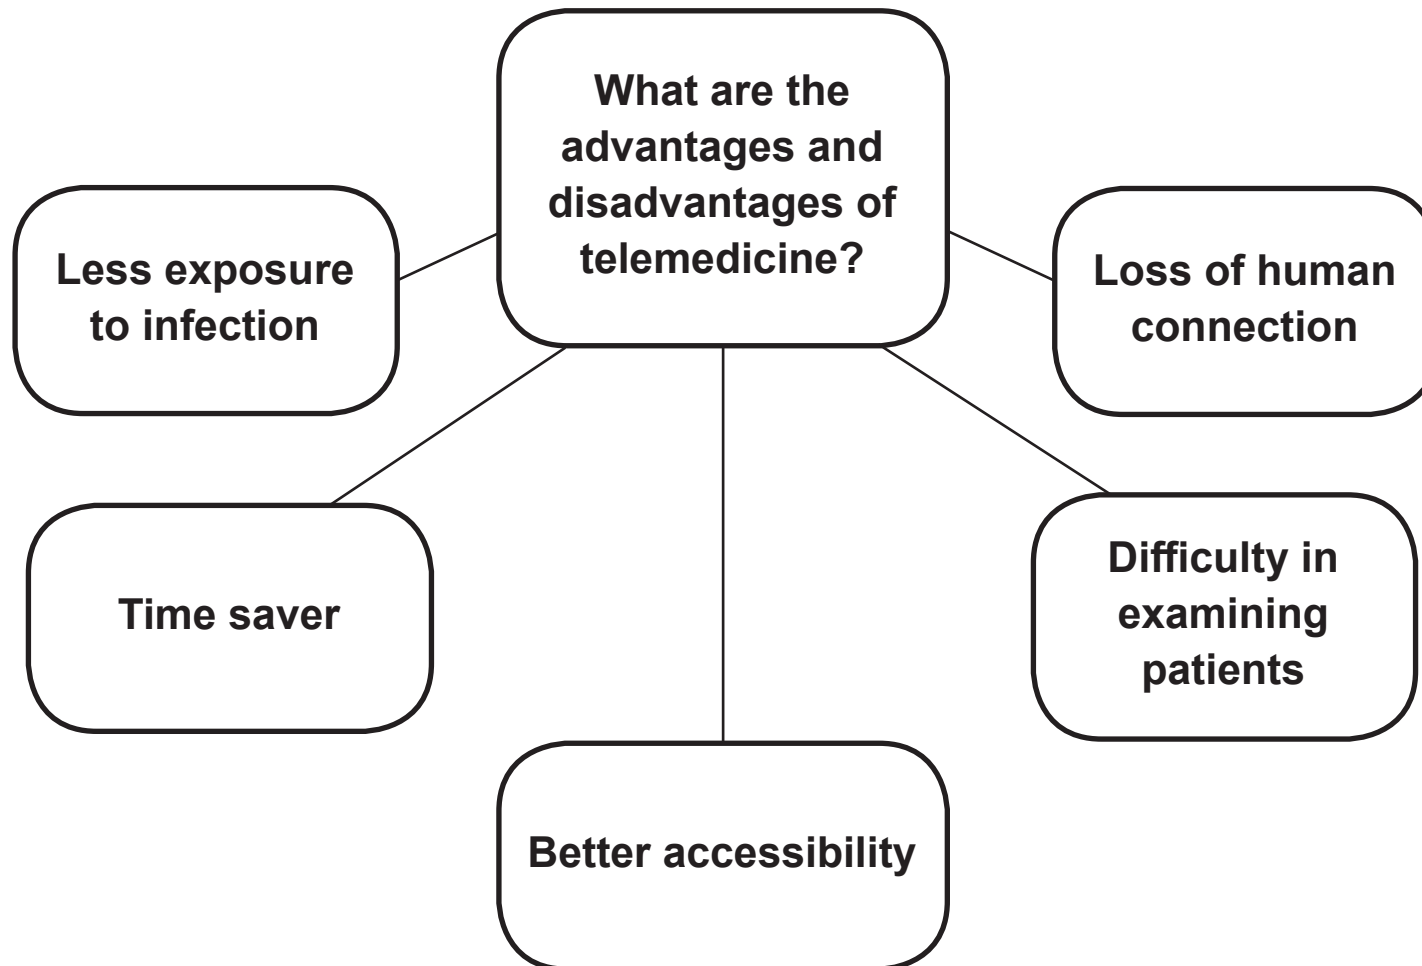 What are the
advantages and
disadvantages of
telemedicine?
Less exposure
to infection
Loss of human
connection
Time saver
Difficulty in
examining
patients
Better accessibility